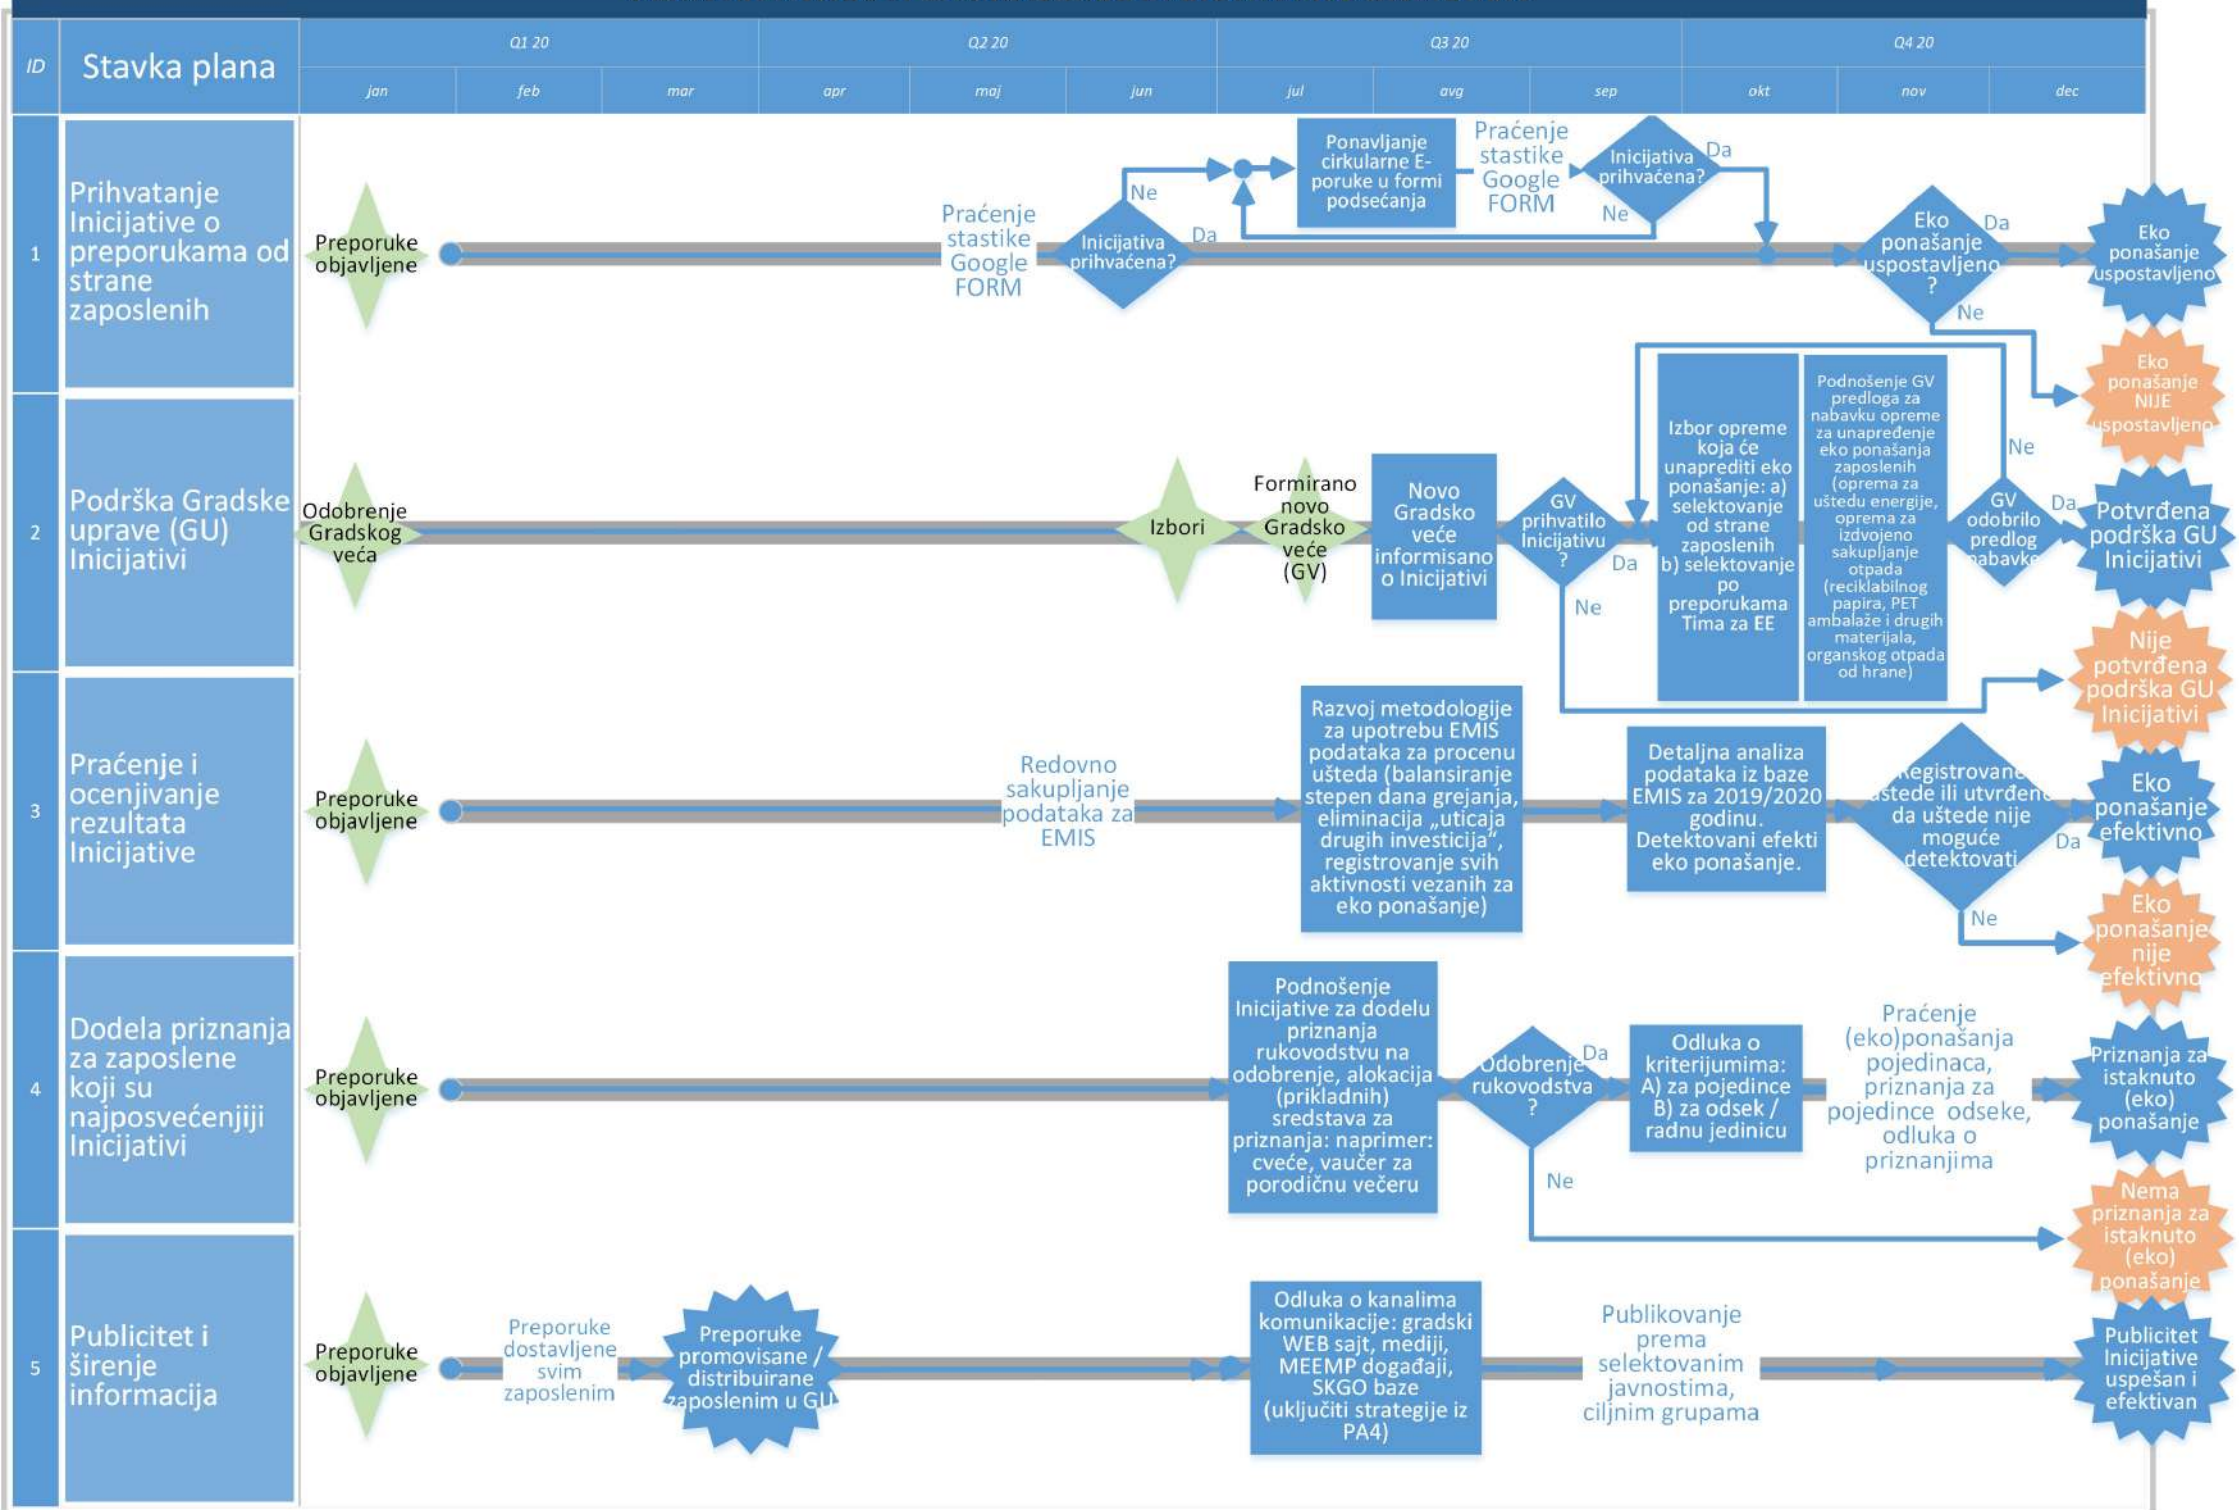 ID
Stavka plana
Q1 20
Q2 20
Q3 20
Q4 20
jan
feb
mar
apr
maj
jun
jul
avg
sep
okt
nov
dec
1
Prihvatanje
Inicijative o
preporukama od
strane
zaposlenih
Preporuke
objavljene
Praćenje
stastike
Google
FORM
Inicijativa
prihvaćena?
Ne
Da
Ponavljanje
cirkularne E-
poruke u formi
podsećanja
Praćenje
stastike
Google
FORM
Inicijativa
prihvaćena?
Da
Ne
Eko
ponašanje
uspostavljeno
?
Da
Ne
Eko
ponašanje
uspostavljeno
Eko
ponašanje
NIJE
uspostavljeno
2
Podrška Gradske
uprave (GU)
Inicijativi
Odobrenje
Gradskog
veća
Izbori
Formirano
novo
Gradsko
veće
(GV)
Novo
Gradsko
veće
informisano
o Inicijativi
GV
prihvatilo
Inicijativu
?
Da
Ne
Izbor opreme
koja će
unaprediti eko
ponašanje: a)
selektovanje
od strane
zaposlenih
b) selektovanje
po
preporukama
Tima za EE
Podnošenje GV
predloga za
nabavku opreme
za unapređenje
eko ponašanja
zaposlenih
(oprema za
uštedu energije,
oprema za
izdvojeno
sakupljanje
otpada
(reciklabilnog
papira, PET
ambalaže i drugih
materijala,
organskog otpada
od hrane)
GV
odobrilo
predlog
nabavke
Ne
Da
Potvrđena
podrška GU
Inicijativi
Nije
potvrđena
podrška GU
Inicijativi
3
Praćenje i
ocenjivanje
rezultata
Inicijative
Preporuke
objavljene
Redovno
sakupljanje
podataka za
EMIS
Razvoj metodologije
za upotrebu EMIS
podataka za procenu
ušteda (balansiranje
stepen dana grejanja,
eliminacija „uticaja
drugih investicija“,
registrovanje svih
aktivnosti vezanih za
eko ponašanje)
Detaljna analiza
podataka iz baze
EMIS za 2019/2020
godinu.
Detektovani efekti
eko ponašanje.
Registrovane
uštede ili utvrđeno
da uštede nije
moguće
detektovati
Da
Ne
Eko
ponašanje
efektivno
Eko
ponašanje
nije
efektivno
4
Dodela priznanja
za zaposlene
koji su
najposvećenjiji
Inicijativi
Preporuke
objavljene
Podnošenje
Inicijative za dodelu
priznanja
rukovodstvu na
odobrenje, alokacija
(prikladnih)
sredstava za
priznanja: naprimer:
cveće, vaučer za
porodičnu večeru
Odobrenje
rukovodstva
?
Da
Ne
Odluka o
kriterijumima:
A) za pojedince
B) za odsek /
radnu jedinicu
Praćenje
(eko)ponašanja
pojedinaca,
priznanja za
pojedince odseke,
odluka o
priznanjima
Priznanja za
istaknuto
(eko)
ponašanje
Nema
priznanja za
istaknuto
(eko)
ponašanje
5
Publicitet i
širenje
informacija
Preporuke
objavljene
Preporuke
dostavljene
svim
zaposlenim
Preporuke
promovisane /
distribuirane
zaposlenim u GU
Odluka o kanalima
komunikacije: gradski
WEB sajt, mediji,
MEEMP događaji,
SKGO baze
(uključiti strategije iz
PA4)
Publikovanje
prema
selektovanim
javnostima,
ciljnim grupama
Publicitet
Inicijative
uspešan i
efektivan